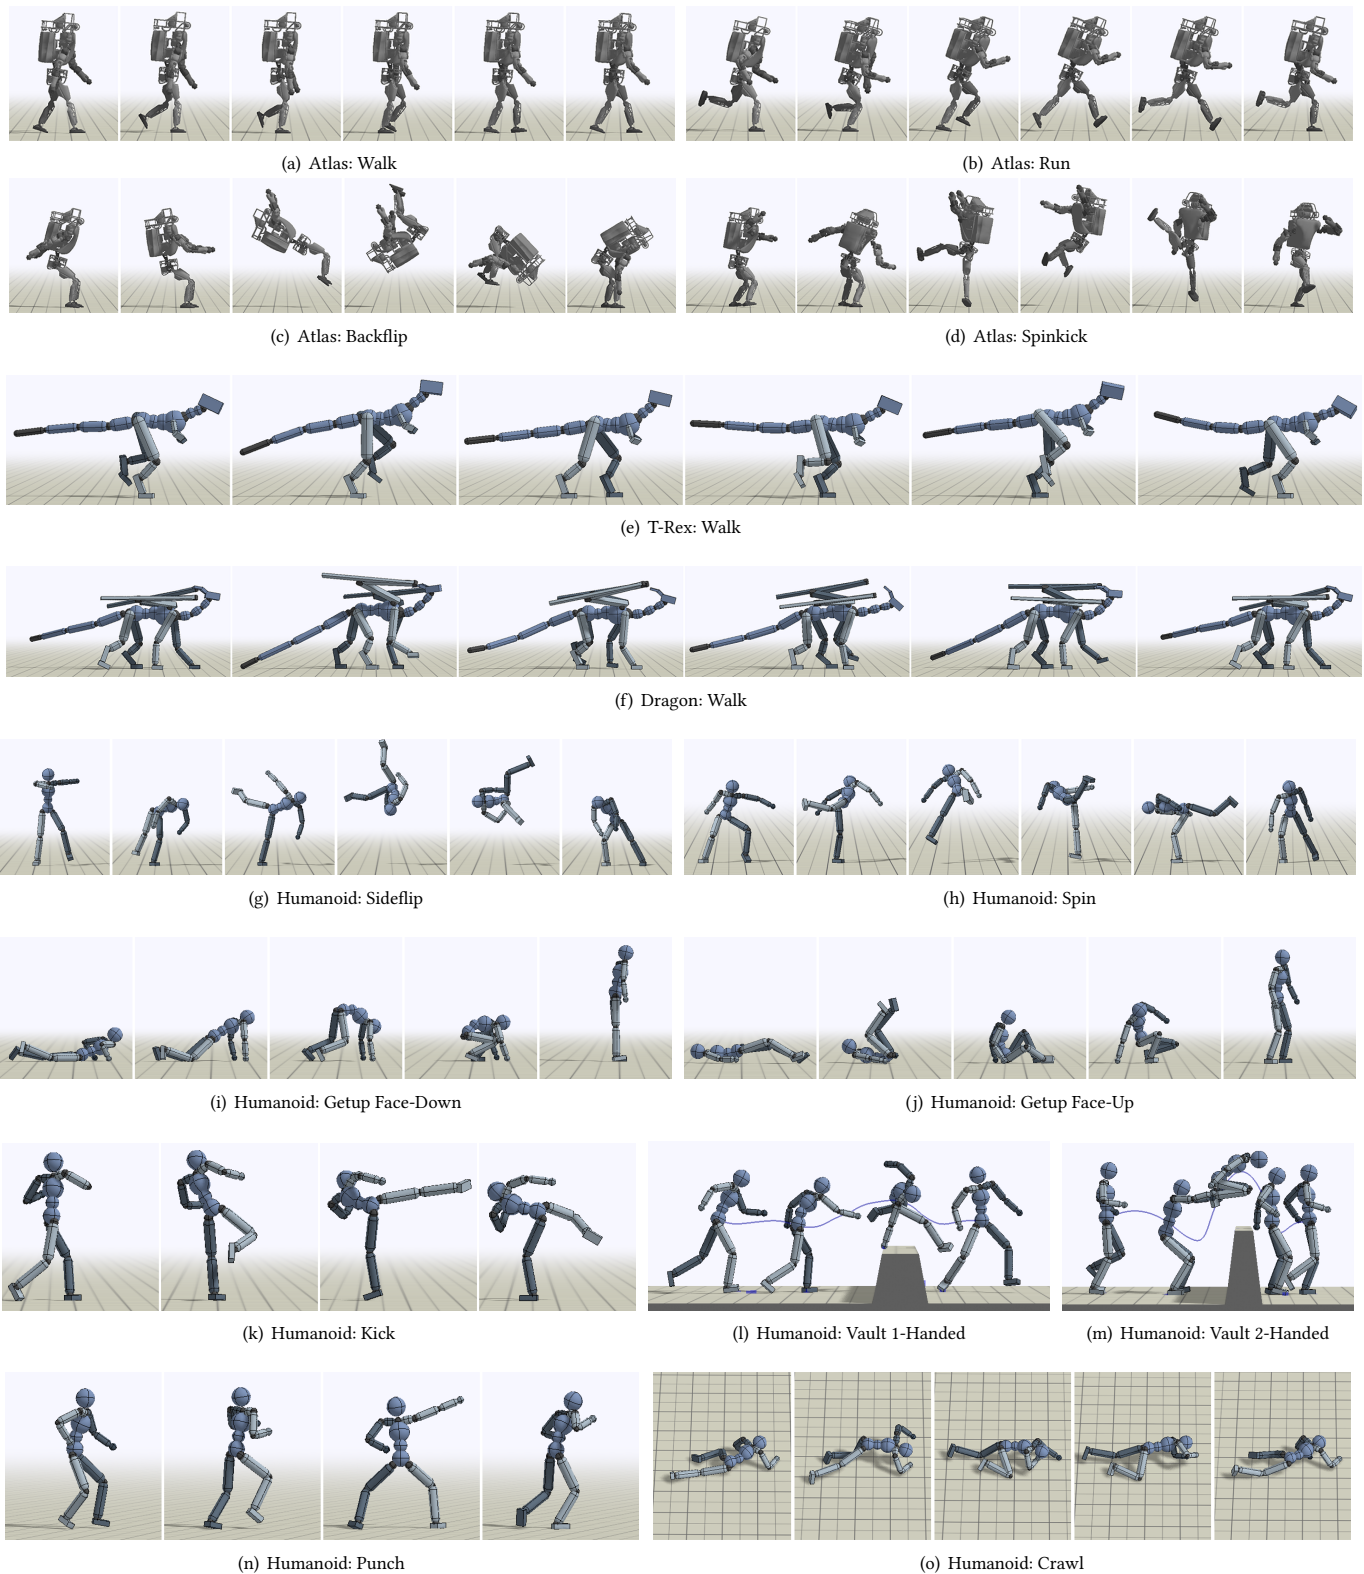 (a) Atlas: Walk
(b) Atlas: Run
(c) Atlas: Backflip
(d) Atlas: Spinkick
(e) T-Rex: Walk
(f) Dragon: Walk
(g) Humanoid: Sideflip
(h) Humanoid: Spin
(i) Humanoid: Getup Face-Down
(j) Humanoid: Getup Face-Up
(k) Humanoid: Kick
(l) Humanoid: Vault 1-Handed
(m) Humanoid: Vault 2-Handed
(n) Humanoid: Punch
(o) Humanoid: Crawl